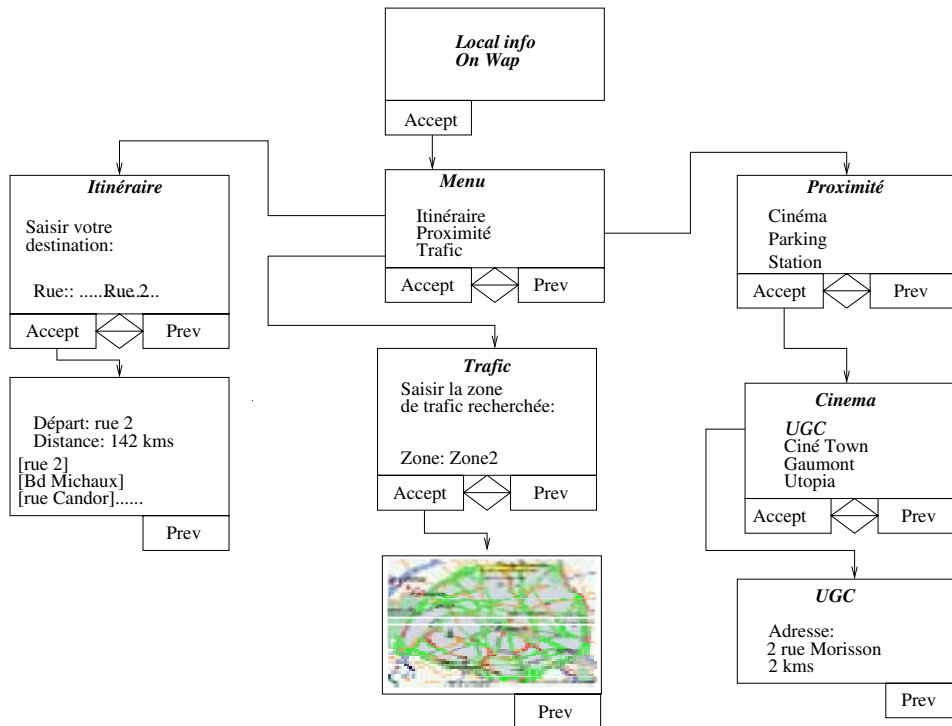 Local info
On Wap
Accept
Menu
Itinéraire
Proximité
Trafic
Accept
Prev
Itinéraire
Saisir votre
destination:
Rue:: ..............Rue 2...
Accept
Prev
Départ: rue 2
Distance: 142 kms
[rue 2]
[Bd Michaux]
[rue Candor]......
Prev
Trafic
Saisir la zone
de trafic recherchée:
Zone: Zone2
Accept
Prev
Prev
Proximité
Cinéma
Parking
Station
Accept
Prev
Cinema
UGC
Ciné Town
Gaumont
Utopia
Accept
Prev
UGC
Adresse:
2 rue Morisson
2 kms
Prev